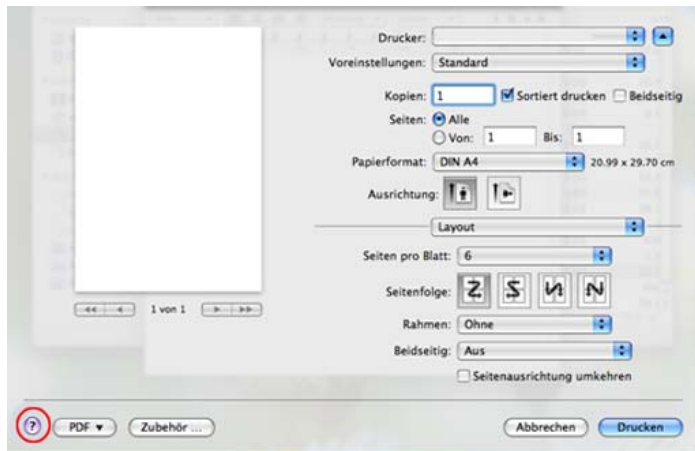 Drucker:
Voreinstellungen: Standard
Kopien: 1 Sortiert drucken Beidseitig
Seiten: Alle
Von: 1 Bis: 1
Papierformat: DIN A4 20.99 x 29.70 cm
Ausrichtung:
Layout
Seiten pro Blatt: 6
Seitenfolge:
1 von 1
Rahmen: Ohne
Beidseitig: Aus
Seitenausrichtung umkehren
? PDF Zubehör ... Abbrechen Drucken